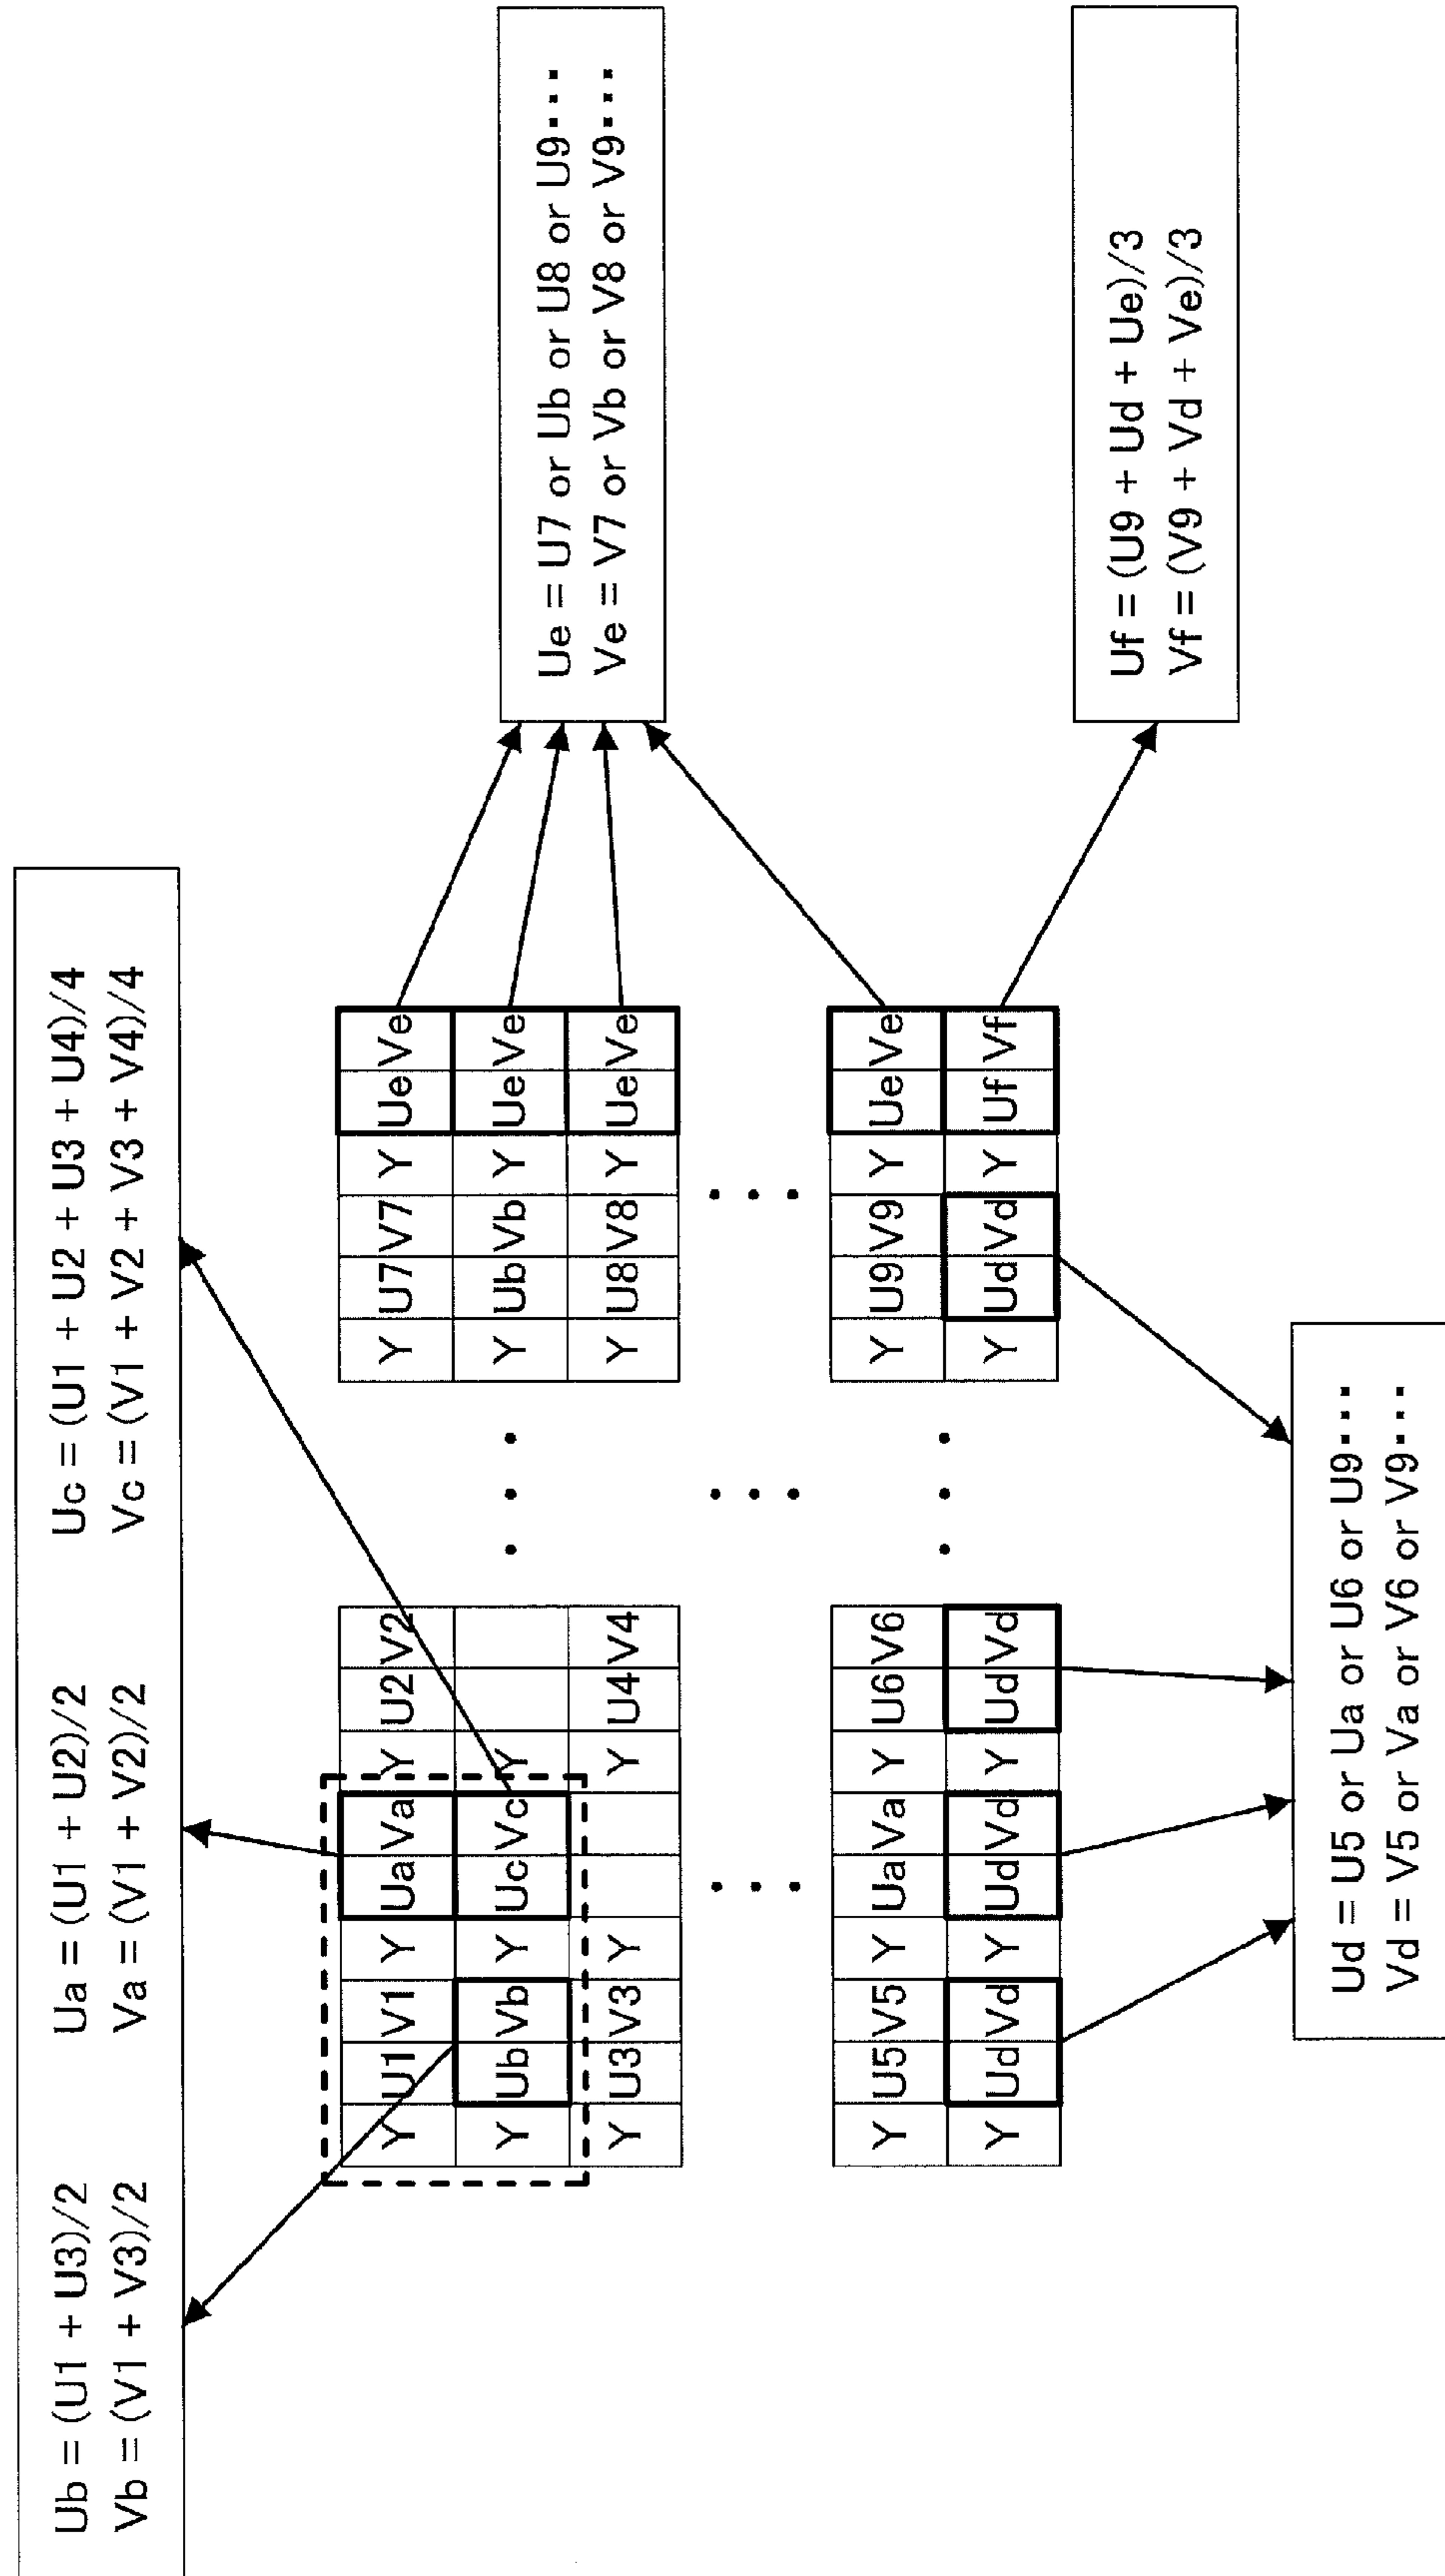 Ub = (U1 + U3)/2 Ua = (U1 + U2)/2 Uc = (U1 + U2 + U3 + U4)/4
Vb = (V1 + V3)/2 Va = (V1 + V2)/2 Vc = (V1 + V2 + V3 + V4)/4
Y U1 V1 Y Ua Va Y U2 V2 Y U7 V7 Y Ue Ve
Y Ub Vb Y Uc Vc Y Y Ub Vb Y Ue Ve
Y U3 V3 Y Y U4 V4 Y U8 V8 Y Ue Ve
Y U5 V5 Y Ua Va Y U6 V6 Y U9 V9 Y Ue Ve
Y Ud Vd Y Ud Vd Y Ud Vd Y Ud Vd Y Uf Vf
Ue = U7 or Ub or U8 or U9···
Ve = V7 or Vb or V8 or V9···
Uf = (U9 + Ud + Ue)/3
Vf = (V9 + Vd + Ve)/3
Ud = U5 or Ua or U6 or U9···
Vd = V5 or Va or V6 or V9···